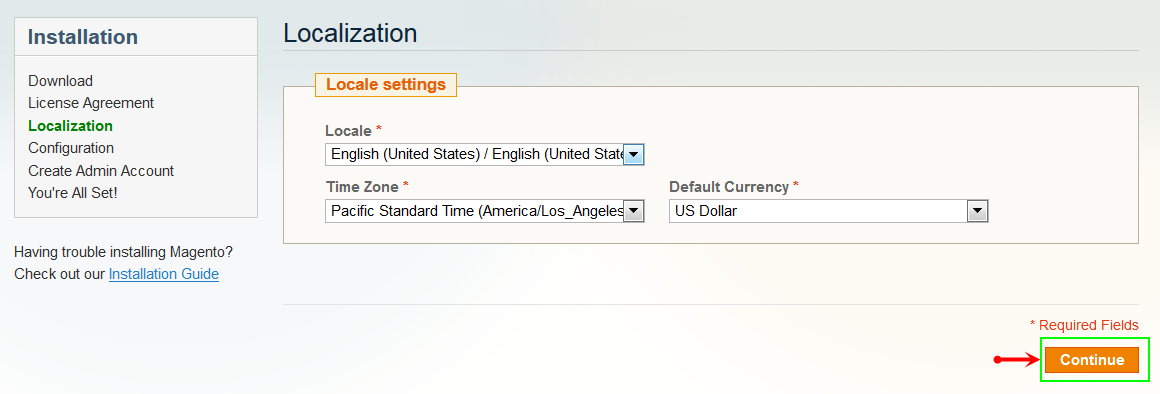 Installation
Download
License Agreement
Localization
Configuration
Create Admin Account
You're All Set!
Having trouble installing Magento?
Check out our Installation Guide
Localization
Locale settings
Locale *
English (United States) / English (United State
Time Zone *
Pacific Standard Time (America/Los_Angeles
Default Currency *
US Dollar
* Required Fields
Continue